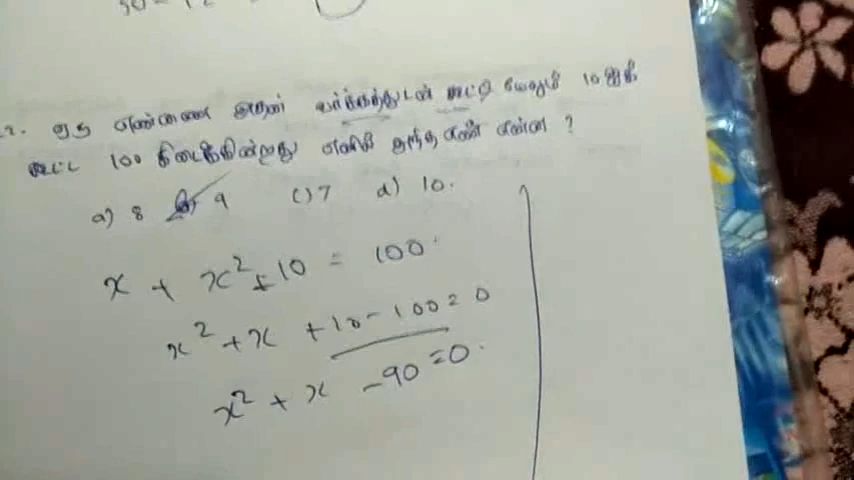 2. ஒரு எண்ணை அதன் வர்க்கத்துடன் கூட்டி மேலும் 10ஐக்
கூட்ட 100 கிடைக்கின்றது எனில் அந்த எண் என்ன ?
a) 8 b) 9 c) 7 d) 10.
x + x² + 10 = 100
x² + x + 10 - 100 = 0
x² + x - 90 = 0.